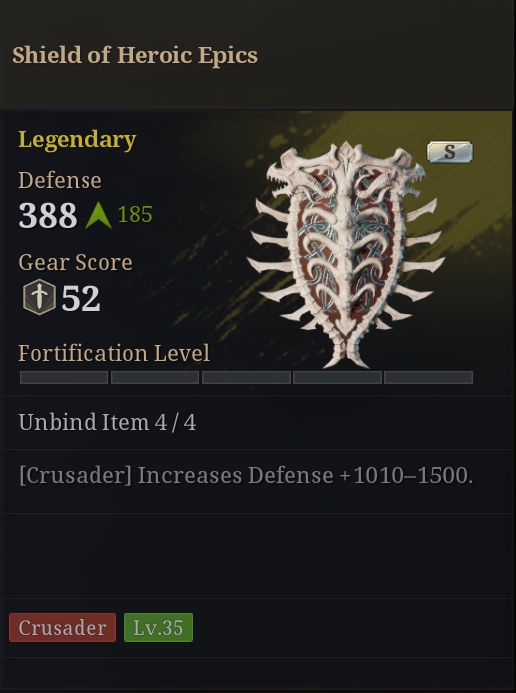 Shield of Heroic Epics
Legendary
S
Defense
388 185
Gear Score
52
Fortification Level
Unbind Item 4 / 4
[Crusader] Increases Defense +1010–1500.
Crusader Lv.35